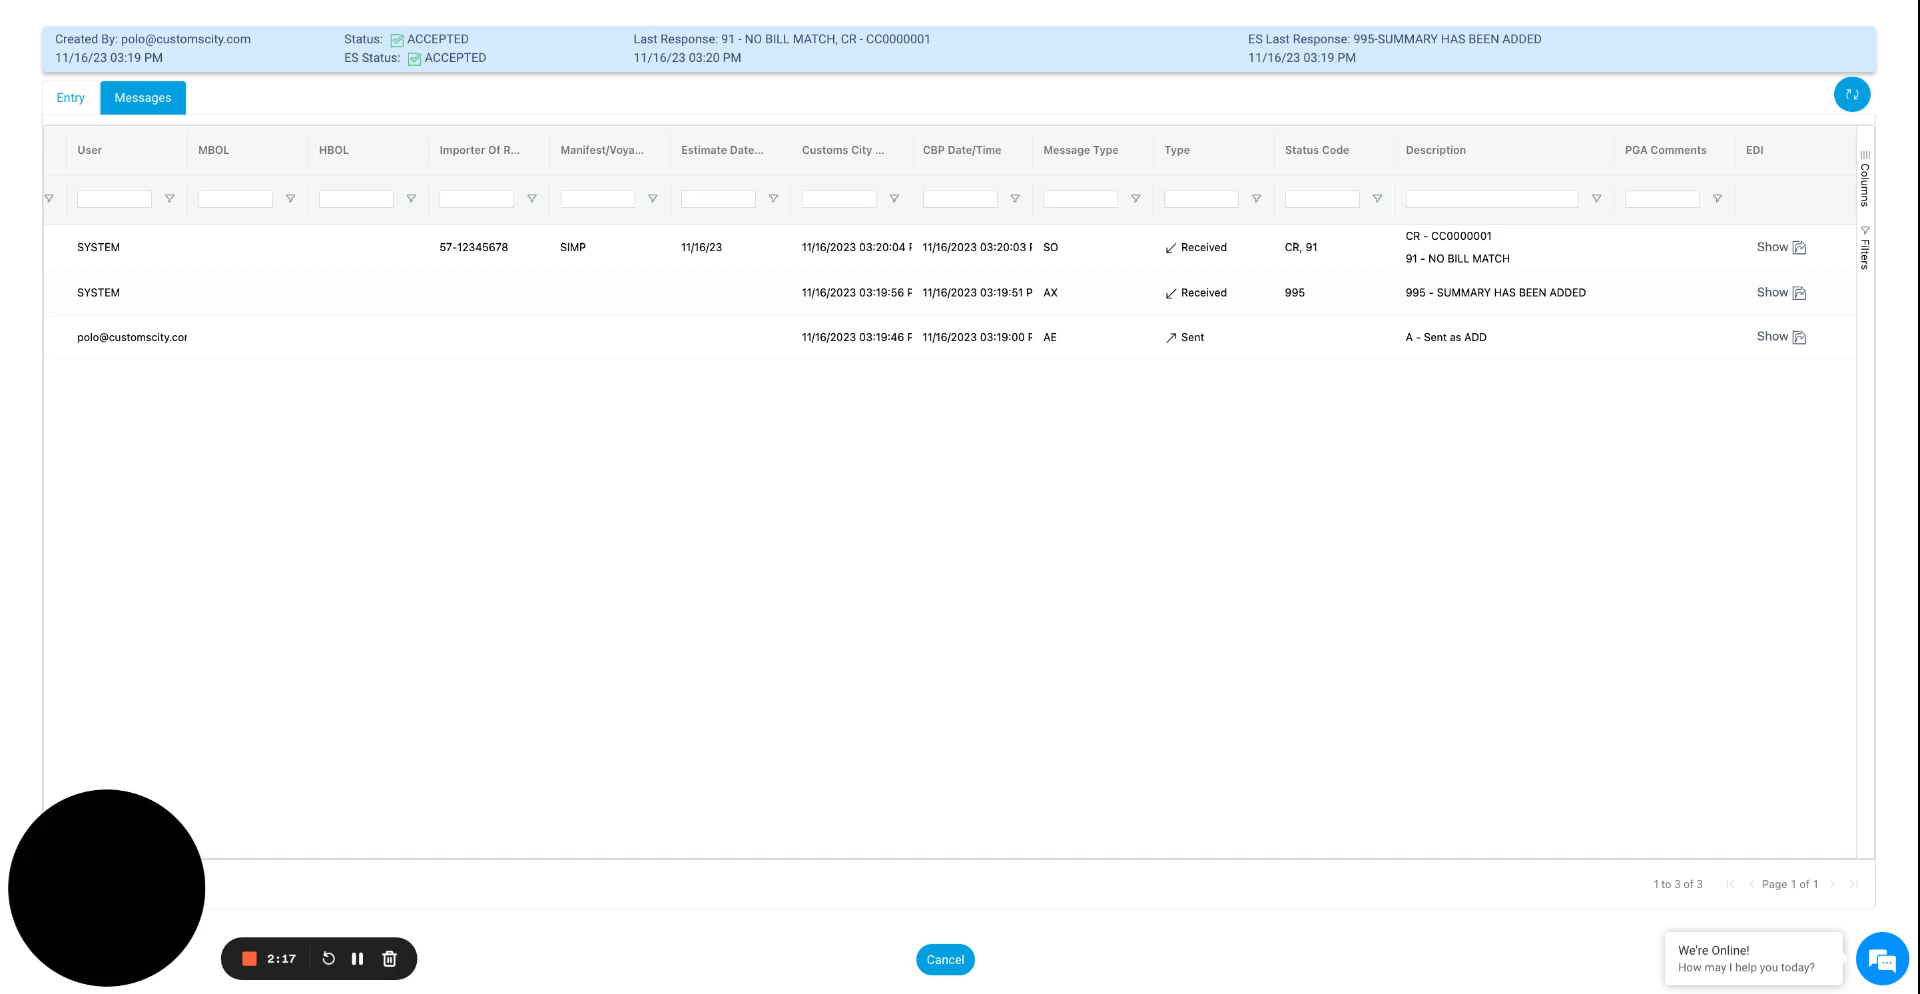 Created By: polo@customscity.com
11/16/23 03:19 PM
Status: ACCEPTED
ES Status: ACCEPTED
Last Response: 91 - NO BILL MATCH, CR - CC0000001
11/16/23 03:20 PM
ES Last Response: 995-SUMMARY HAS BEEN ADDED
11/16/23 03:19 PM
Entry Messages
User MBOL HBOL Importer Of R... Manifest/Voya... Estimate Date... Customs City ... CBP Date/Time Message Type Type Status Code Description PGA Comments EDI
SYSTEM 57-12345678 SIMP 11/16/23 11/16/2023 03:20:04 P 11/16/2023 03:20:03 P SO Received CR, 91 CR - CC0000001
91 - NO BILL MATCH Show
SYSTEM 11/16/2023 03:19:56 P 11/16/2023 03:19:51 P AX Received 995 995 - SUMMARY HAS BEEN ADDED Show
polo@customscity.cor 11/16/2023 03:19:46 P 11/16/2023 03:19:00 P AE Sent A - Sent as ADD Show
Columns
Filters
1 to 3 of 3 Page 1 of 1
2:17
Cancel
We're Online!
How may I help you today?